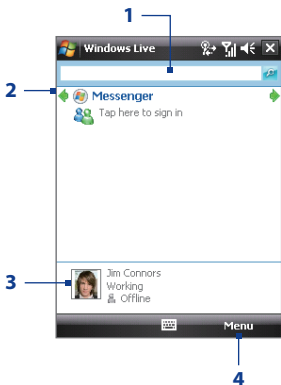 1
Windows Live
2
Messenger
Tap here to sign in
3
Jim Connors
Working
Offline
Menu
4